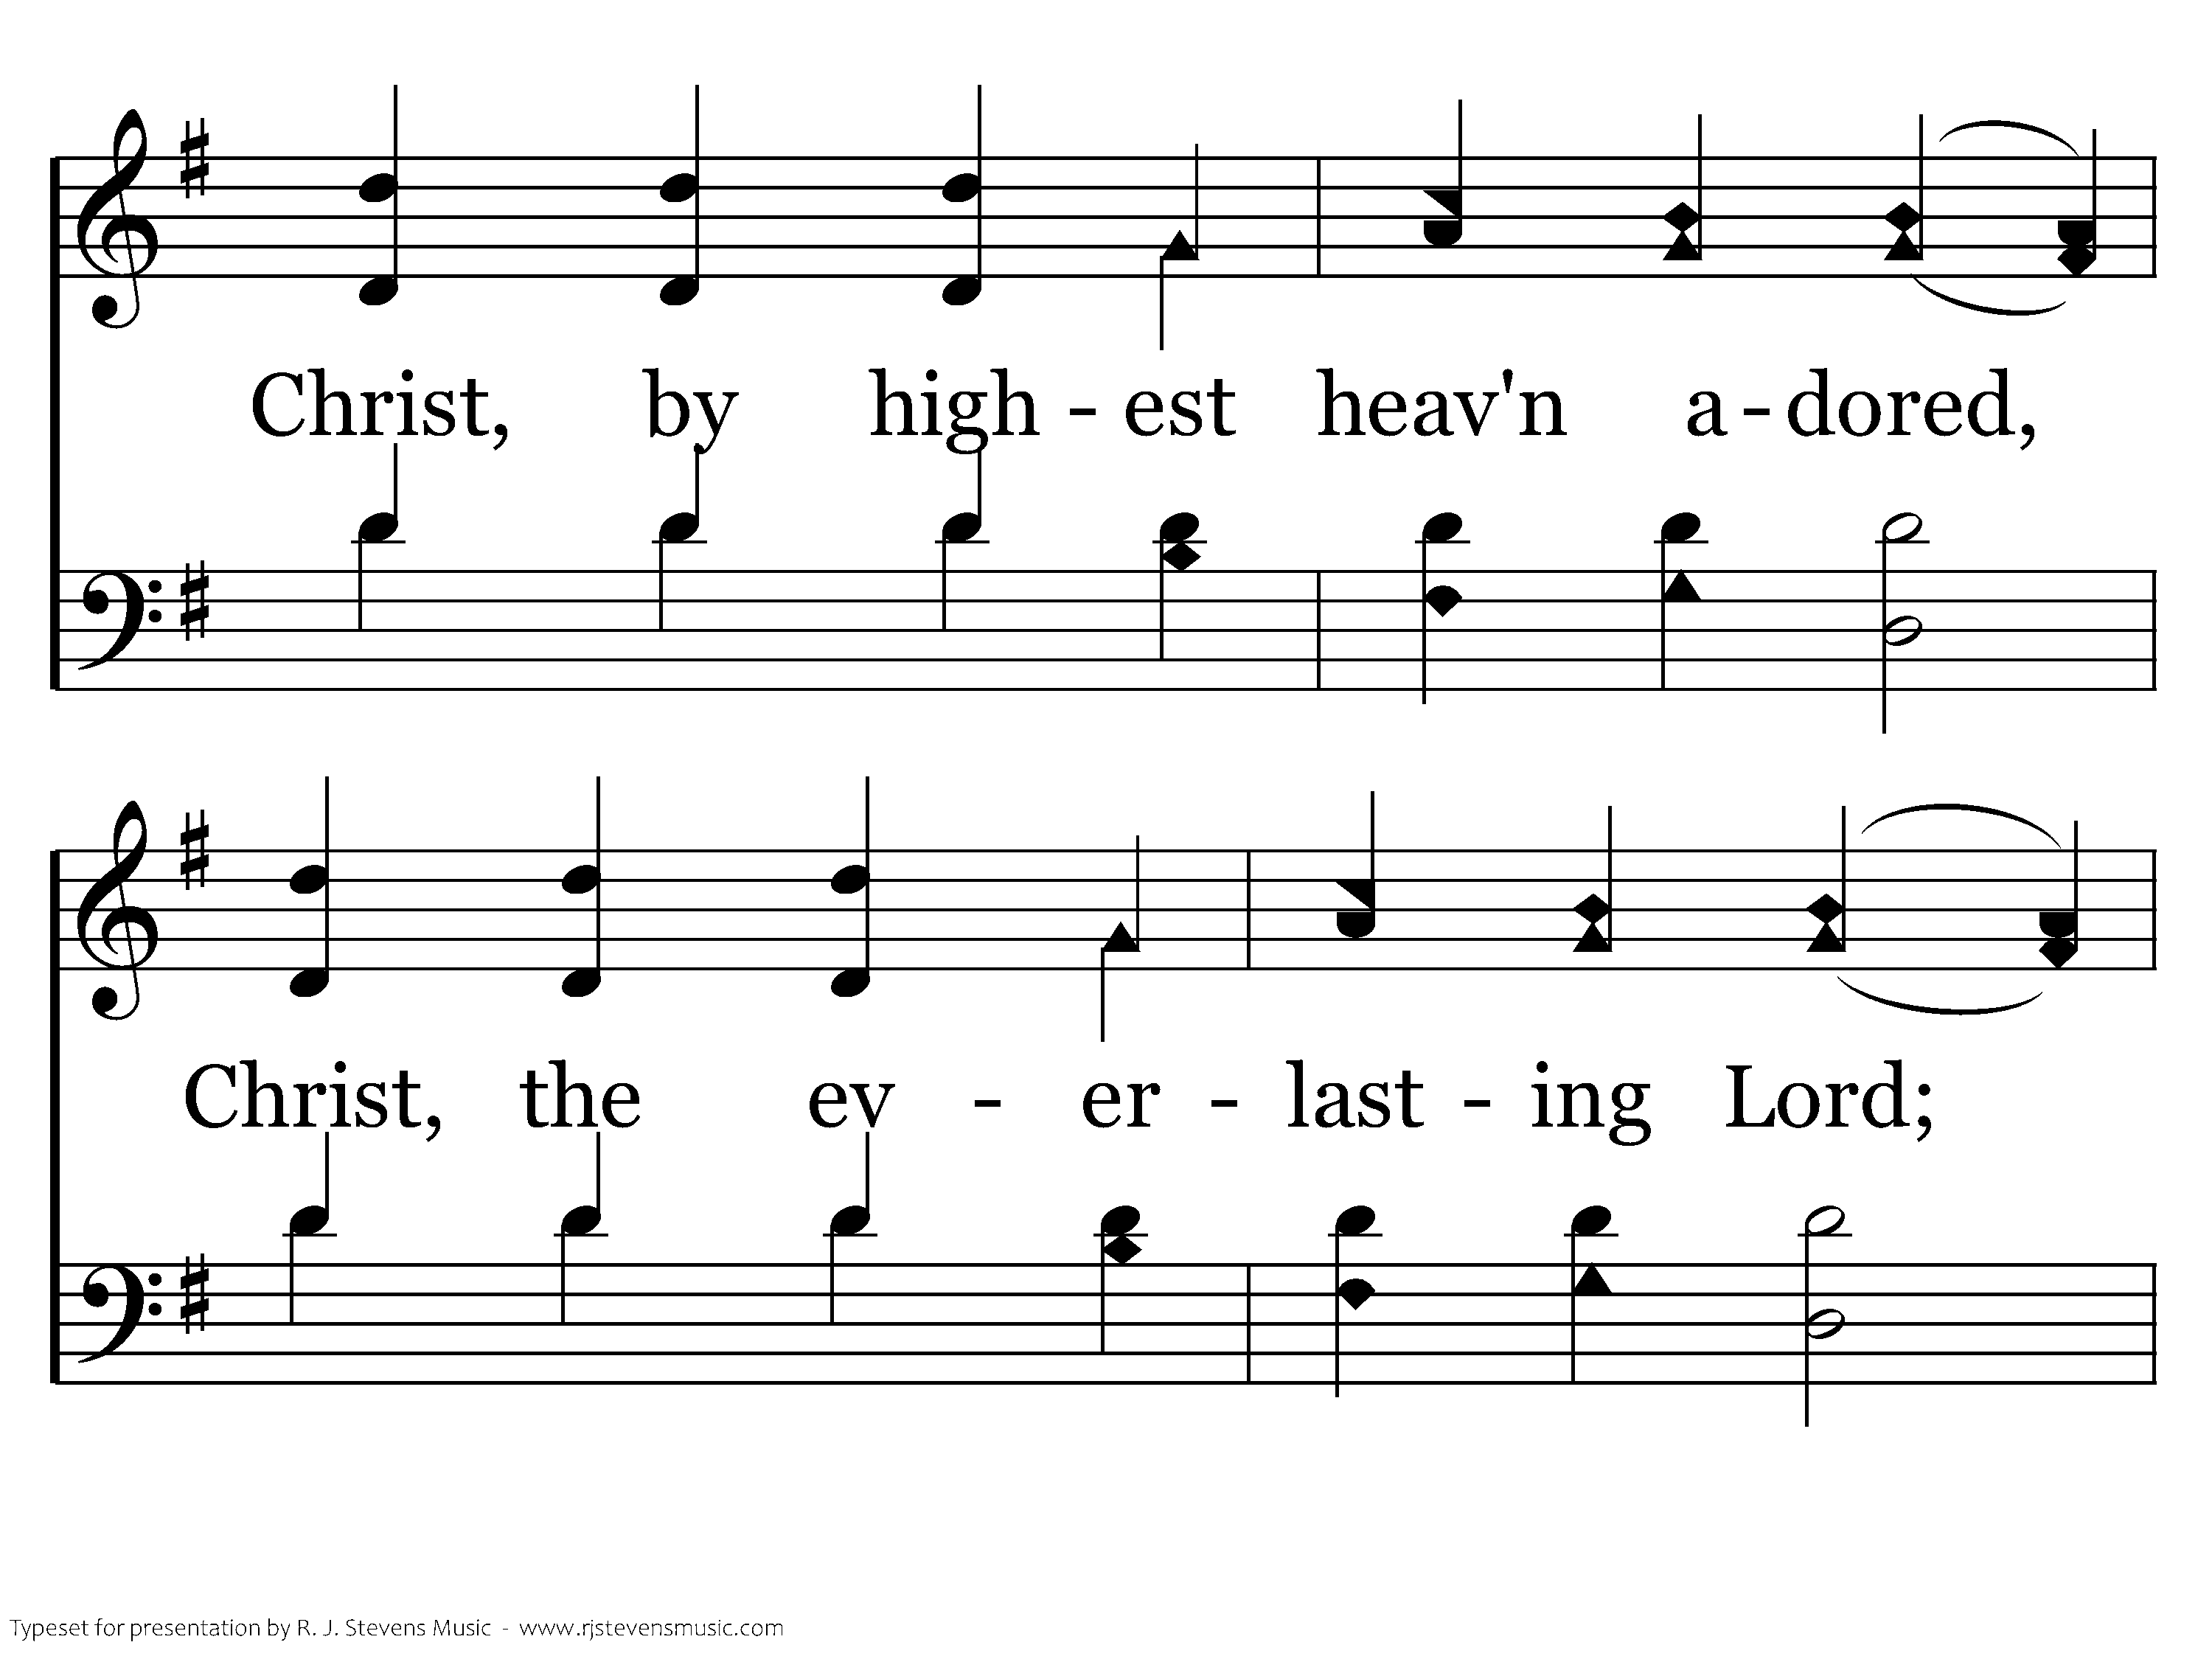 Christ, by high - est heav'n a - dored,
Christ, the ev - er - last - ing Lord;
Typeset for presentation by R. J. Stevens Music - www.rjstevensmusic.com